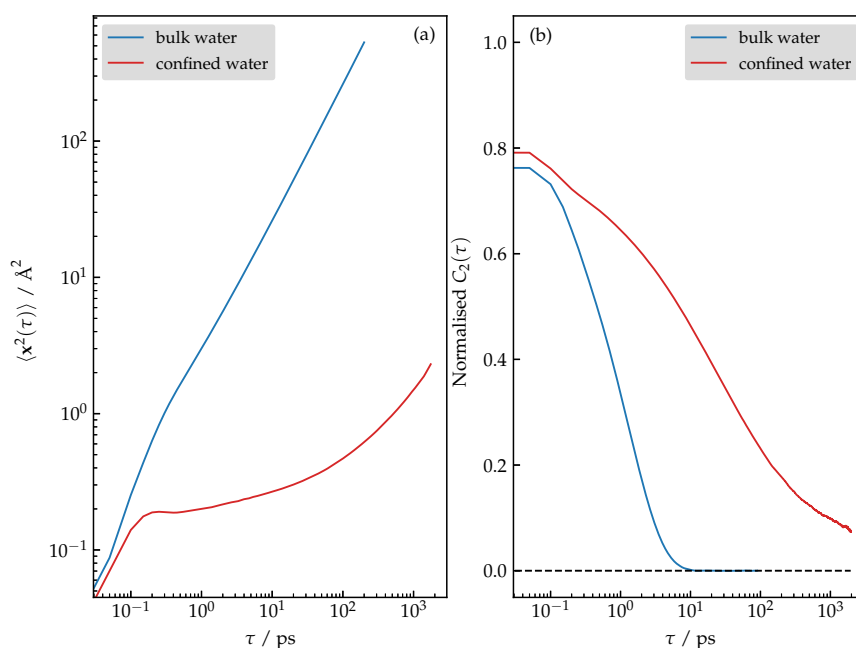 (a)
bulk water
confined water
10²
10¹
10⁰
10⁻¹
⟨x²(τ)⟩ / Å²
10⁻¹ 10⁰ 10¹ 10² 10³
τ / ps
(b)
bulk water
confined water
1.0
0.8
0.6
0.4
0.2
0.0
Normalised C₂(τ)
10⁻¹ 10⁰ 10¹ 10² 10³
τ / ps